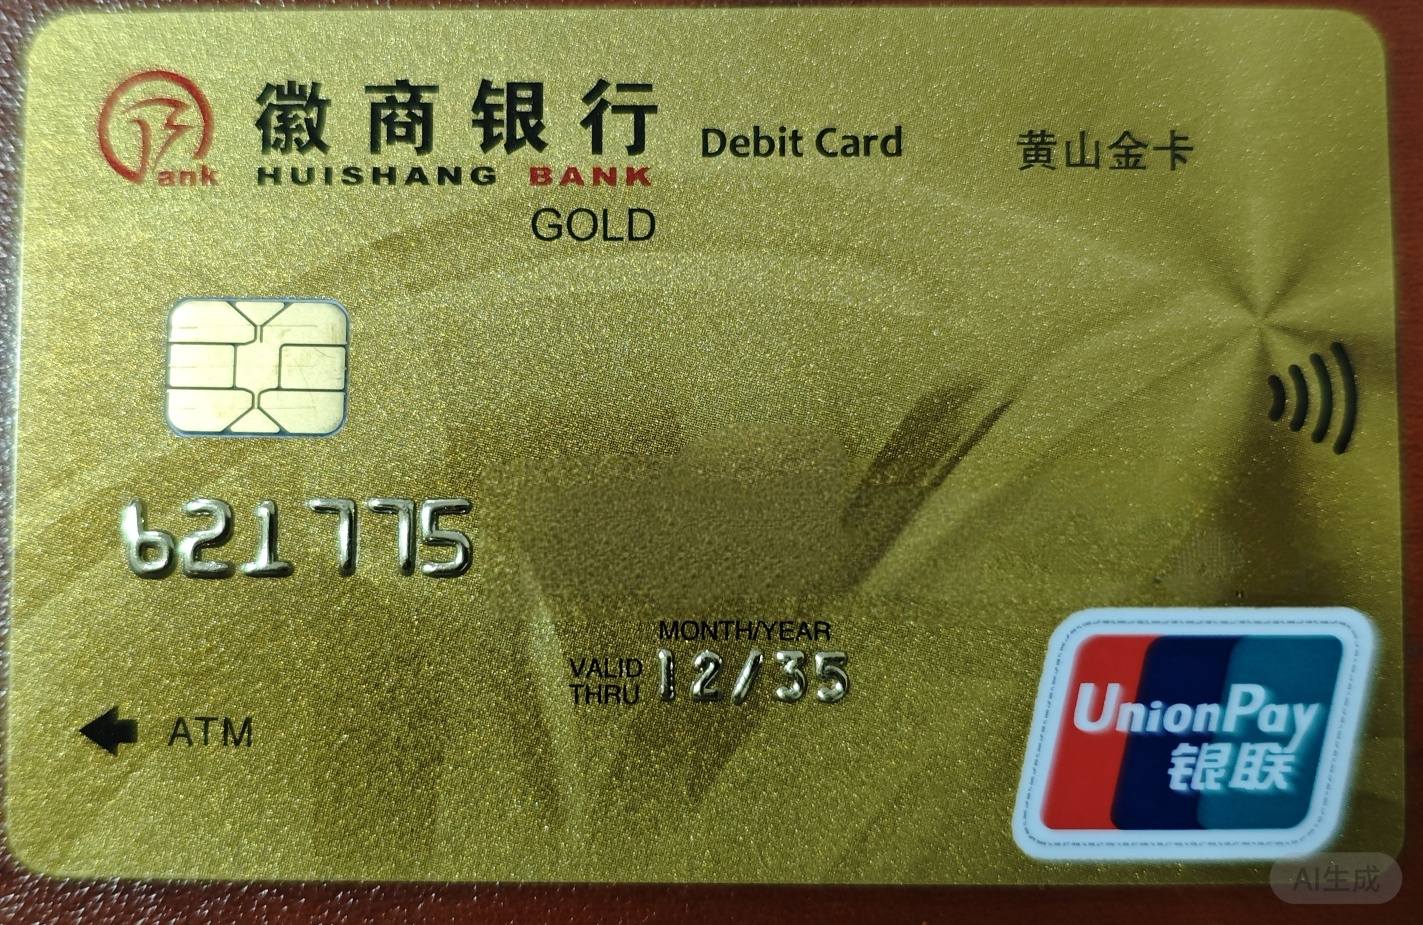 徽商银行 Debit Card 黄山金卡
Bank HUISHANG BANK
GOLD
621775
MONTH/YEAR
VALID THRU 12/35
ATM
UnionPay
银联
AI生成